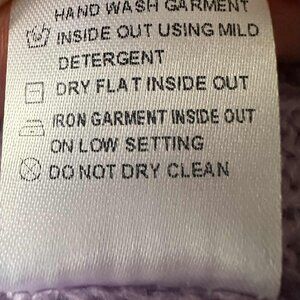 HAND WASH GARMENT
INSIDE OUT USING MILD
DETERGENT
DRY FLAT INSIDE OUT
IRON GARMENT INSIDE OUT
ON LOW SETTING
DO NOT DRY CLEAN